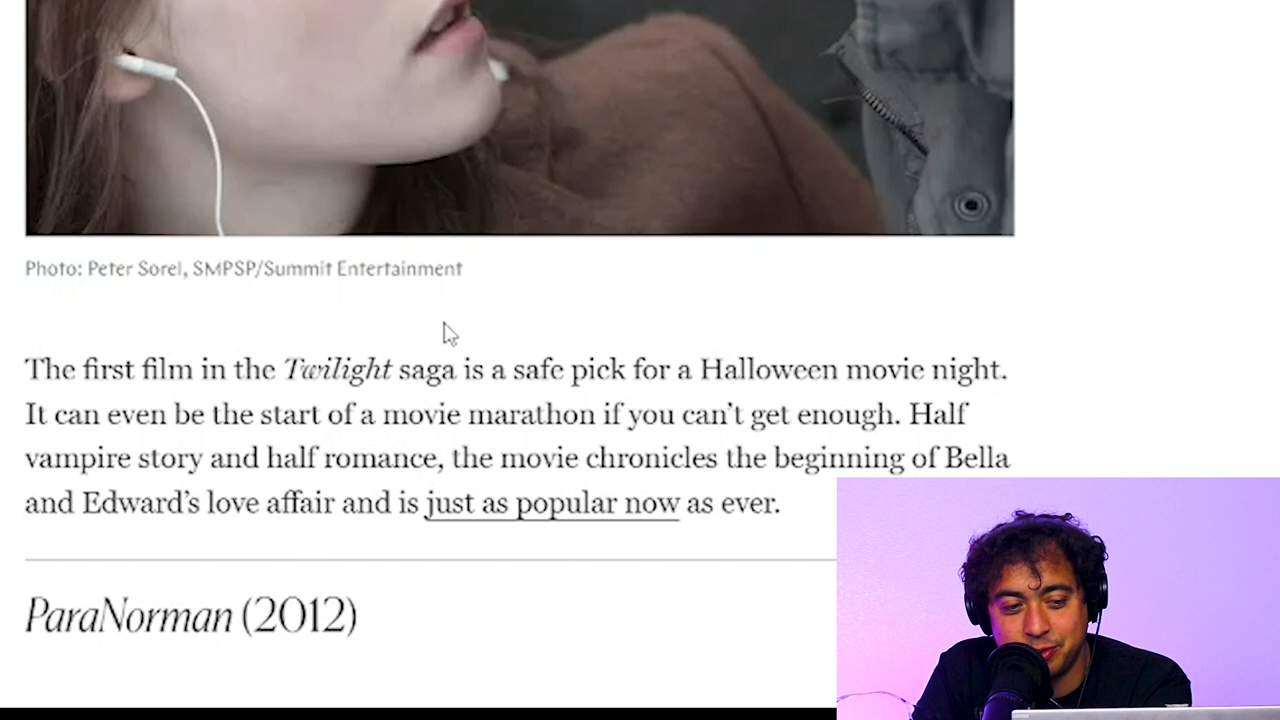 Photo: Peter Sorel, SMPSP/Summit Entertainment
The first film in the Twilight saga is a safe pick for a Halloween movie night.
It can even be the start of a movie marathon if you can’t get enough. Half
vampire story and half romance, the movie chronicles the beginning of Bella
and Edward’s love affair and is just as popular now as ever.
ParaNorman (2012)